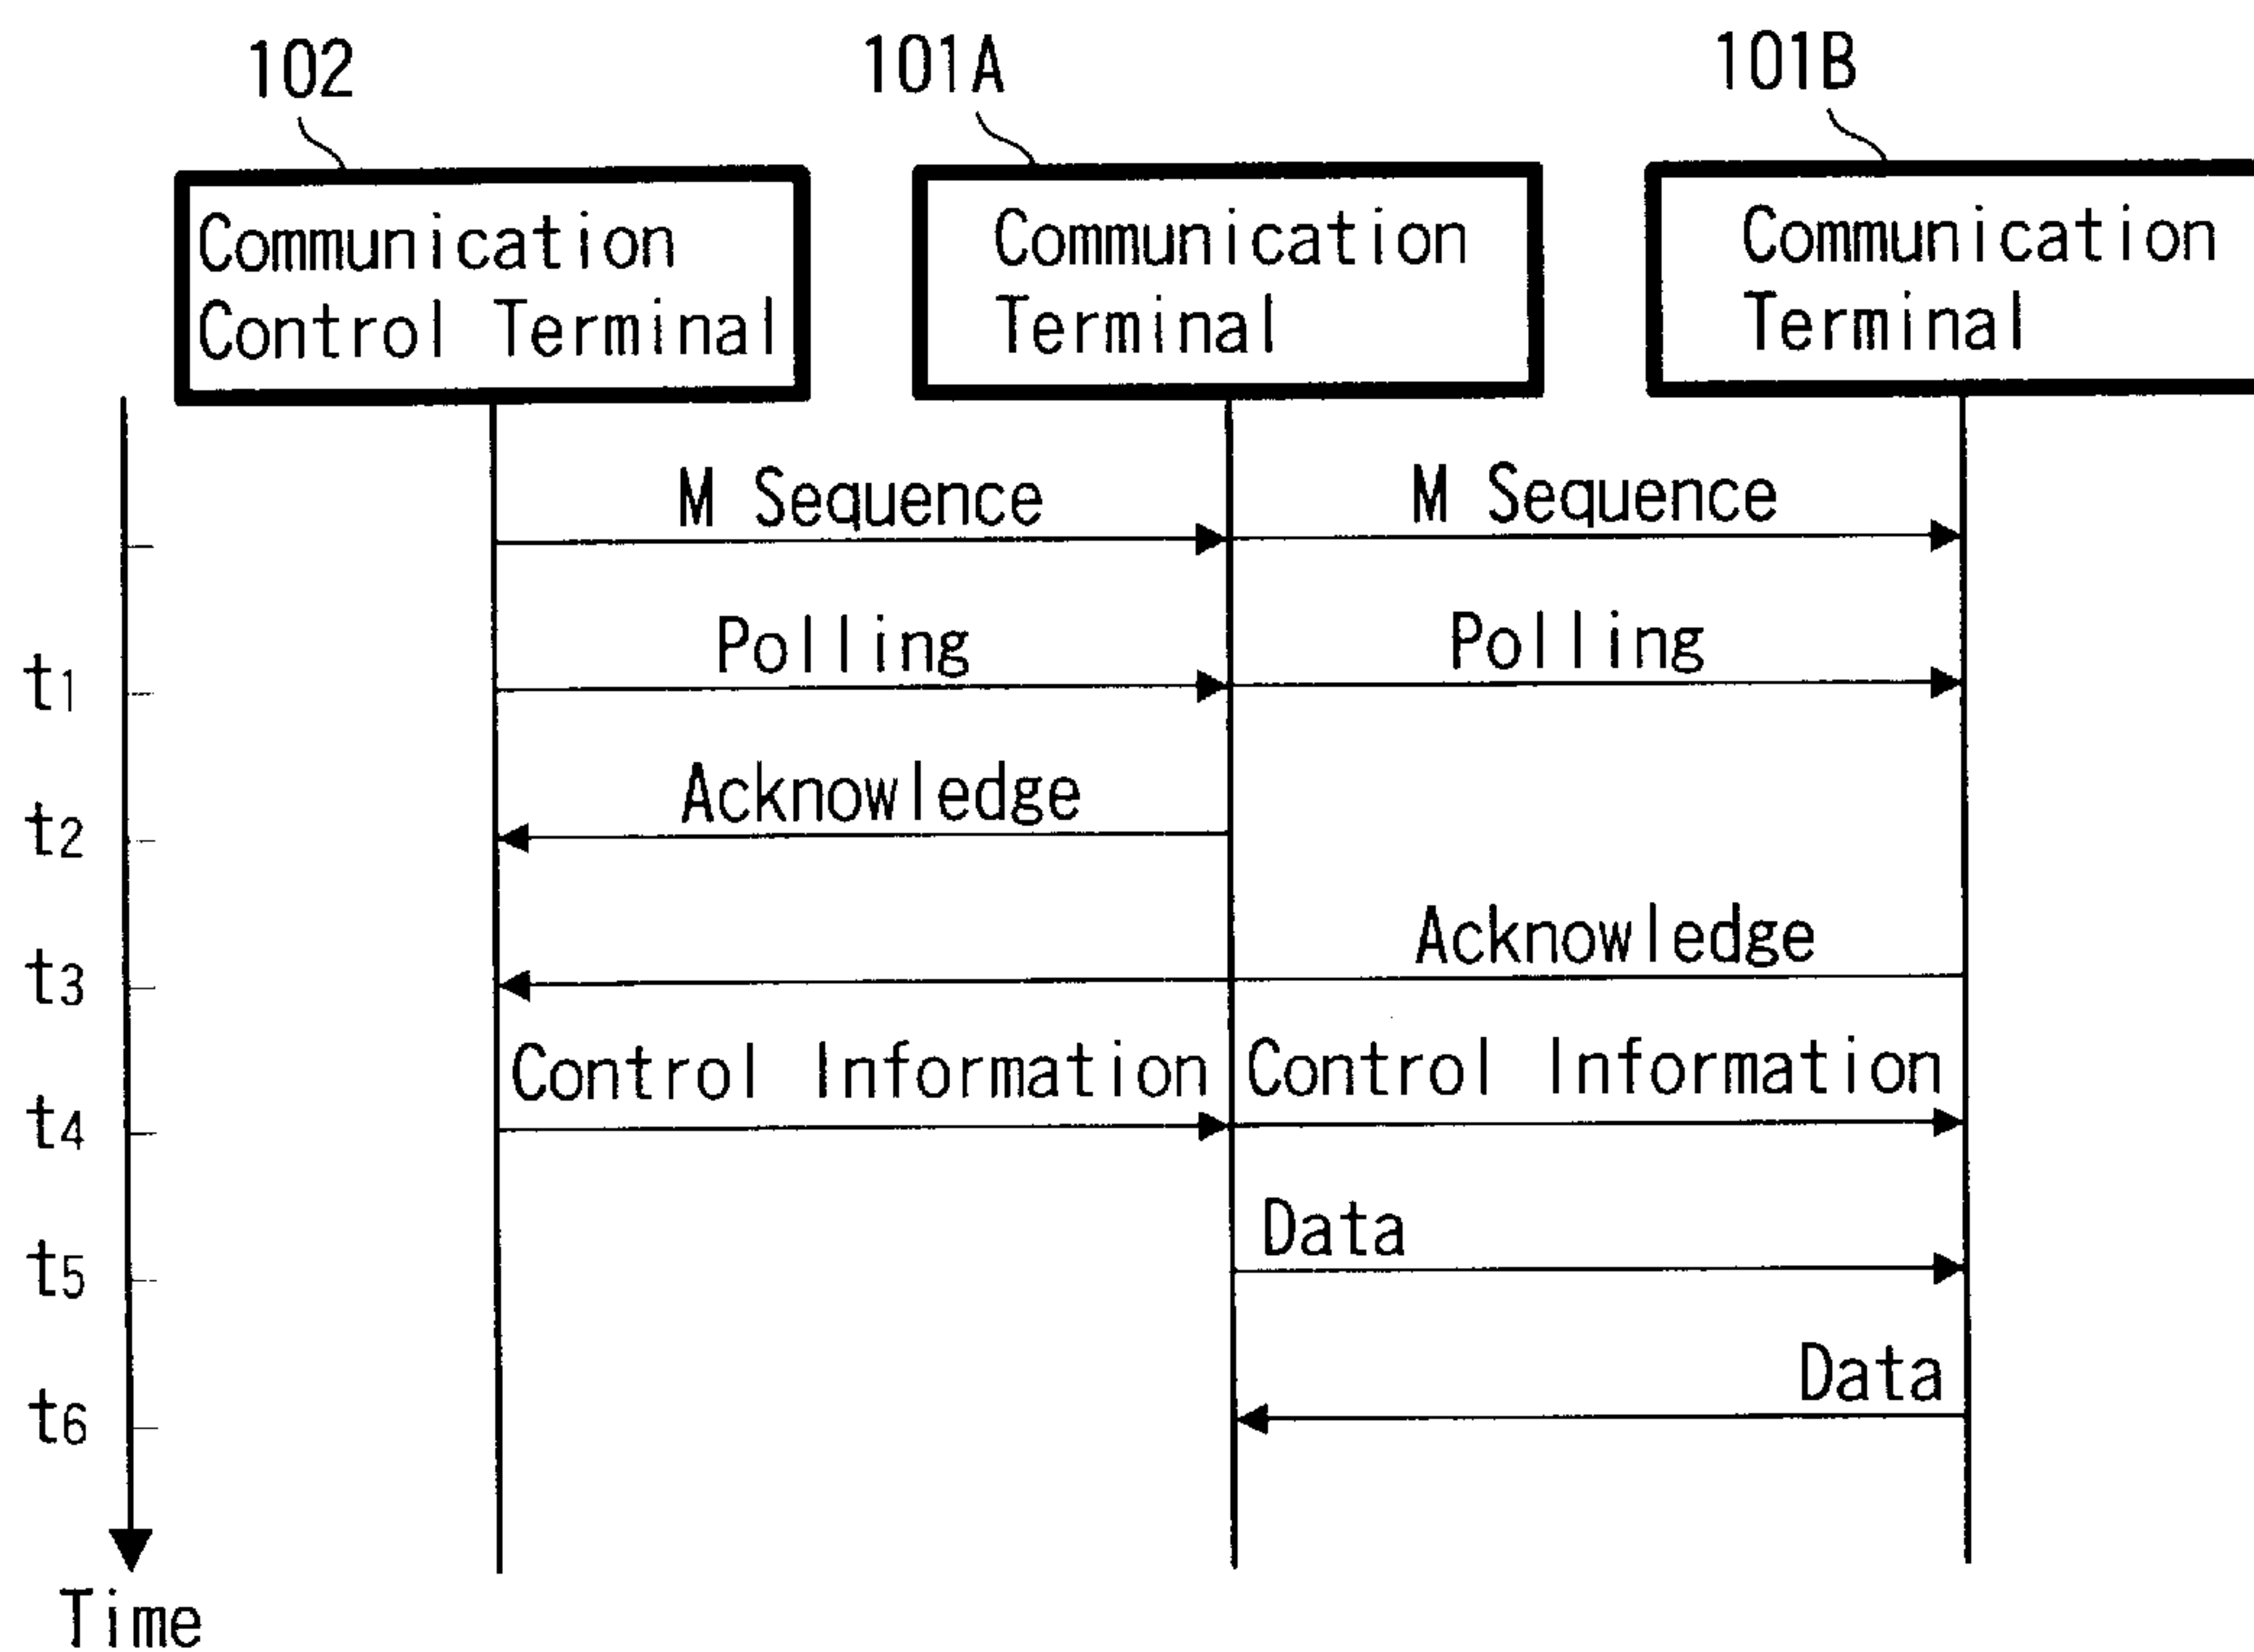 102
101A
101B
Communication
Control Terminal
Communication
Terminal
Communication
Terminal
M Sequence
M Sequence
Polling
Polling
t1
Acknowledge
t2
Acknowledge
t3
Control Information
Control Information
t4
Data
t5
Data
t6
Time